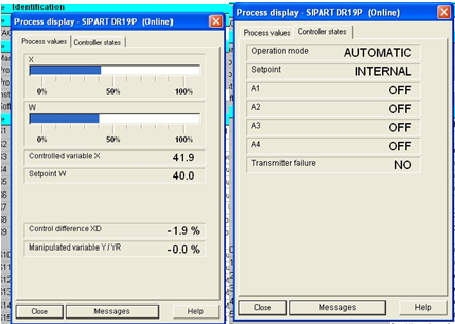 Identification
Process display - SIPART DR19P (Online)
Process values
Controller states
X
0%
50%
100%
W
0%
50%
100%
Controlled variable X 41.9
Setpoint W 40.0
Control difference XD -1.9 %
Manipulated variable Y / YR -0.0 %
Close
Messages
Help
Process display - SIPART DR19P (Online)
Process values
Controller states
Operation mode AUTOMATIC
Setpoint INTERNAL
A1 OFF
A2 OFF
A3 OFF
A4 OFF
Transmitter failure NO
Close
Messages
Help